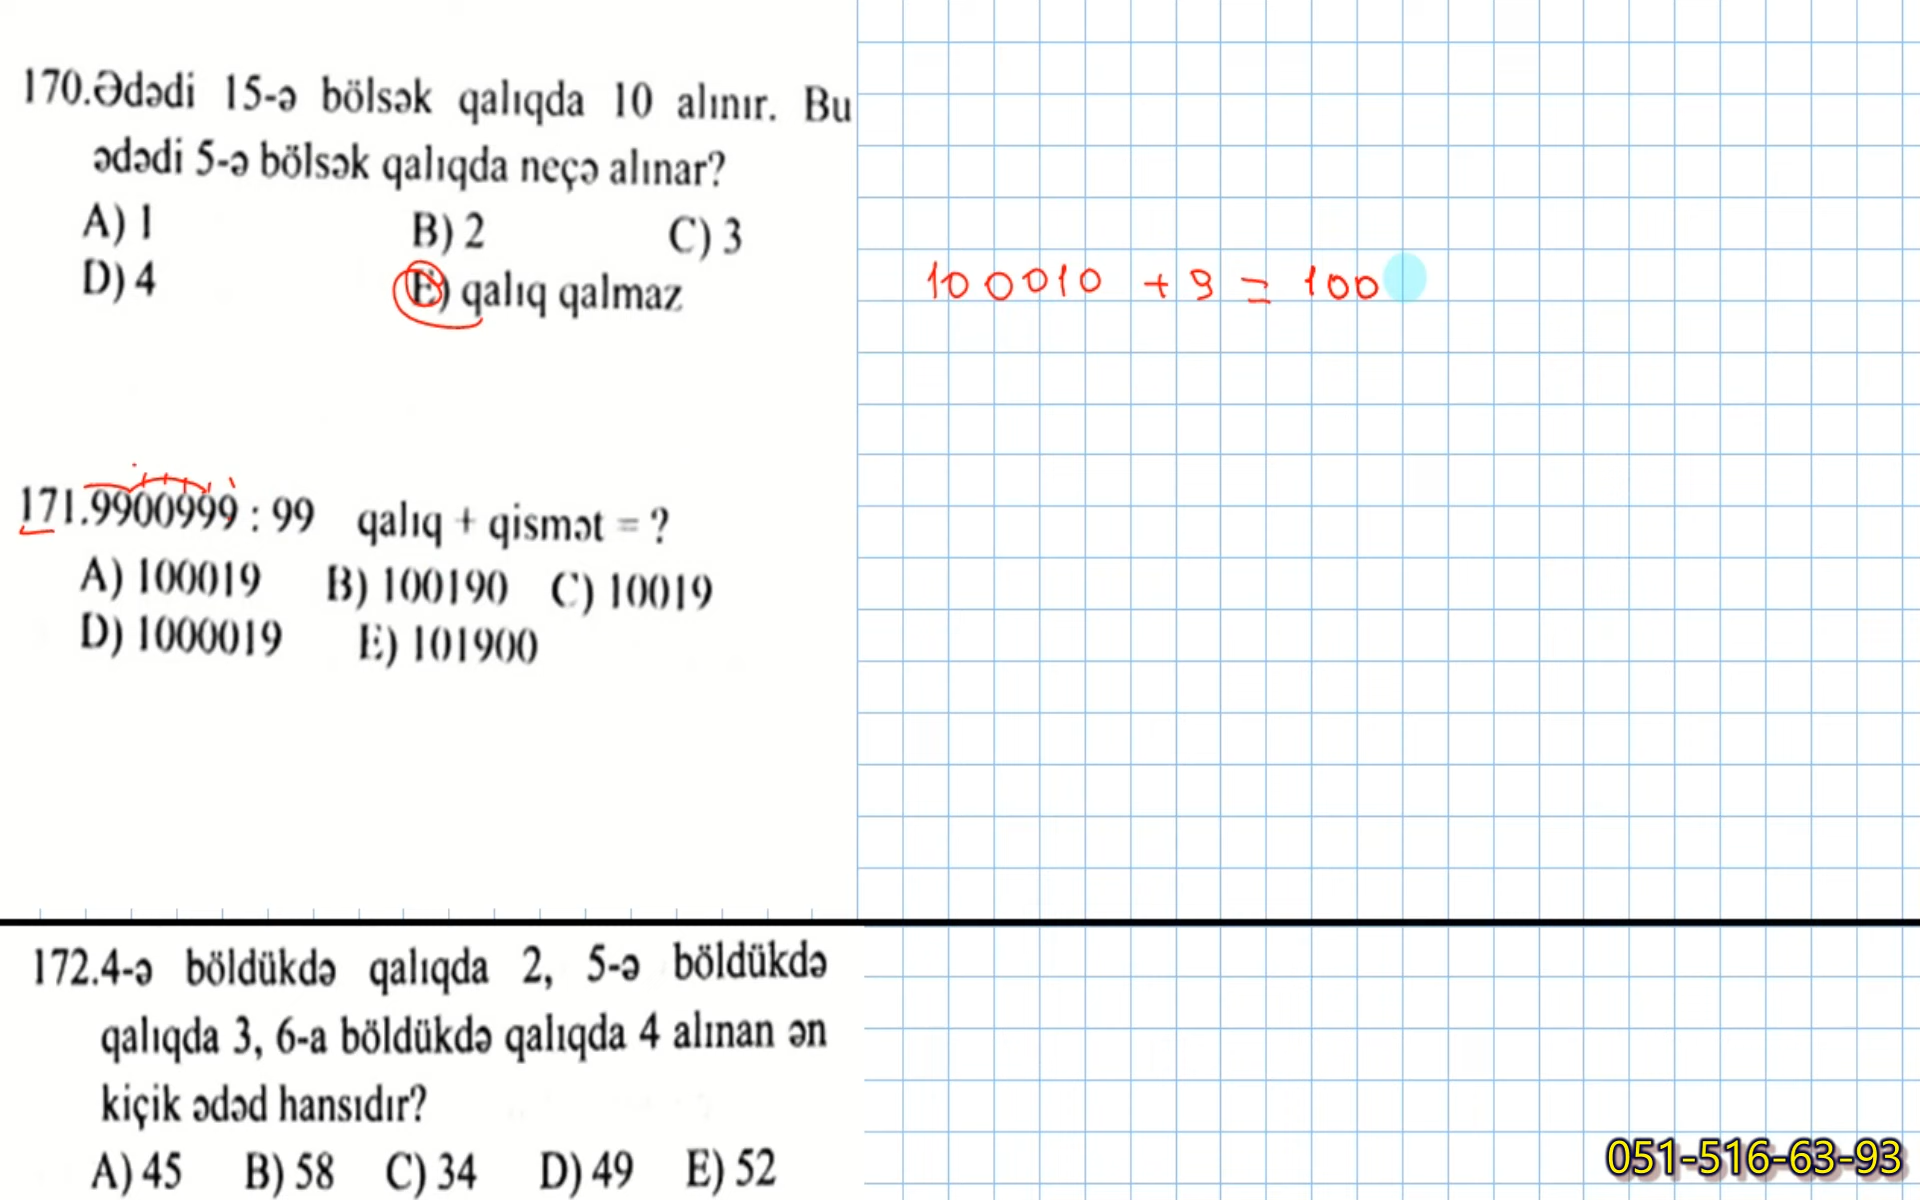 170.Ədədi 15-ə bölsək qalıqda 10 alınır. Bu
ədədi 5-ə bölsək qalıqda neçə alınar?
A) 1 B) 2 C) 3
D) 4 E) qalıq qalmaz
100010 + 9 = 100
171.9900999 : 99 qalıq + qismət = ?
A) 100019 B) 100190 C) 10019
D) 1000019 E) 101900
172.4-ə böldükdə qalıqda 2, 5-ə böldükdə
qalıqda 3, 6-a böldükdə qalıqda 4 alınan ən
kiçik ədəd hansıdır?
A) 45 B) 58 C) 34 D) 49 E) 52
051-516-63-93